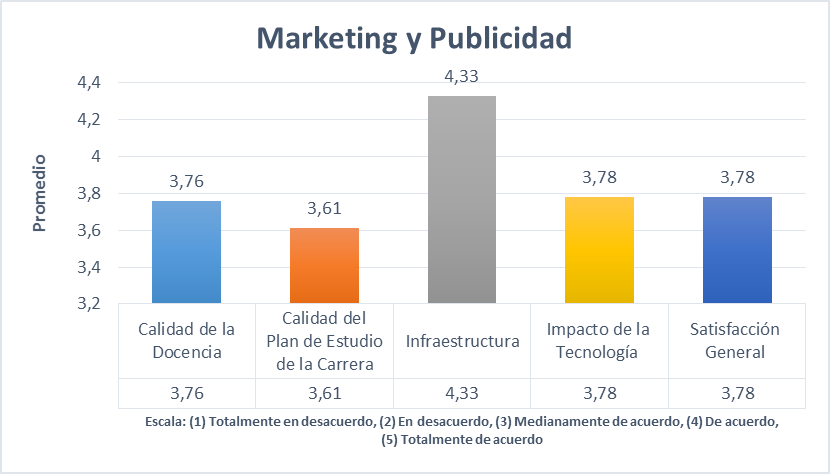 Marketing y Publicidad
Promedio
4,4
4,2
4
3,8
3,6
3,4
3,2
3,76
3,61
4,33
3,78
3,78
Calidad de la
Docencia
Calidad del
Plan de Estudio
de la Carrera
Infraestructura
Impacto de la
Tecnología
Satisfacción
General
3,76
3,61
4,33
3,78
3,78
Escala: (1) Totalmente en desacuerdo, (2) En desacuerdo, (3) Medianamente de acuerdo, (4) De acuerdo,
(5) Totalmente de acuerdo